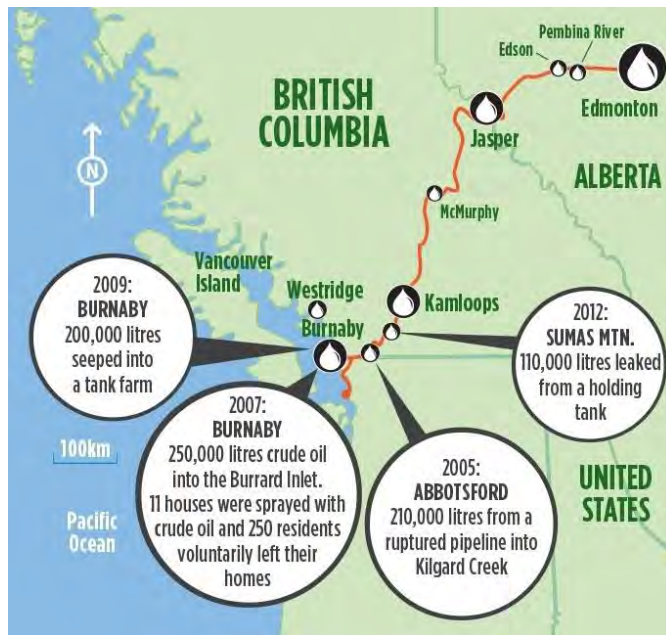 Pembina River
Edson
Edmonton
BRITISH
COLUMBIA
Jasper
ALBERTA
N
McMurphy
Vancouver
Island
Westridge
Burnaby
Kamloops
2009:
BURNABY
200,000 litres
seeped into
a tank farm
2012:
SUMAS MTN.
110,000 litres leaked
from a holding
tank
2007:
BURNABY
250,000 litres crude oil
into the Burrard Inlet.
11 houses were sprayed with
crude oil and 250 residents
voluntarily left their
homes
100km
2005:
ABBOTSFORD
210,000 litres from a
ruptured pipeline into
Kilgard Creek
UNITED
STATES
Pacific
Ocean